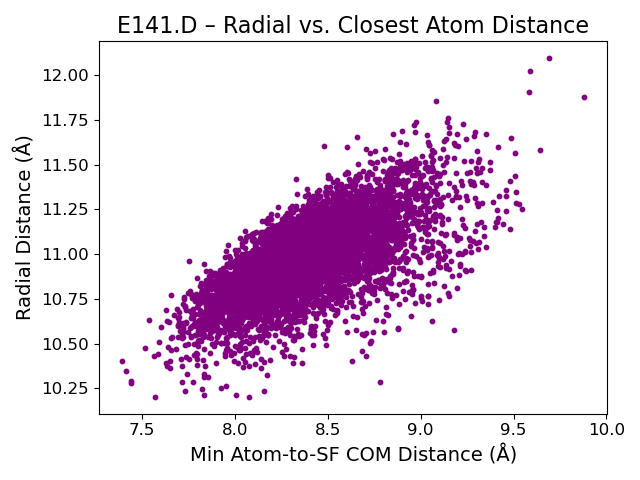 E141.D – Radial vs. Closest Atom Distance
12.00
11.75
11.50
11.25
11.00
10.75
10.50
10.25
Radial Distance (Å)
7.5 8.0 8.5 9.0 9.5 10.0
Min Atom-to-SF COM Distance (Å)